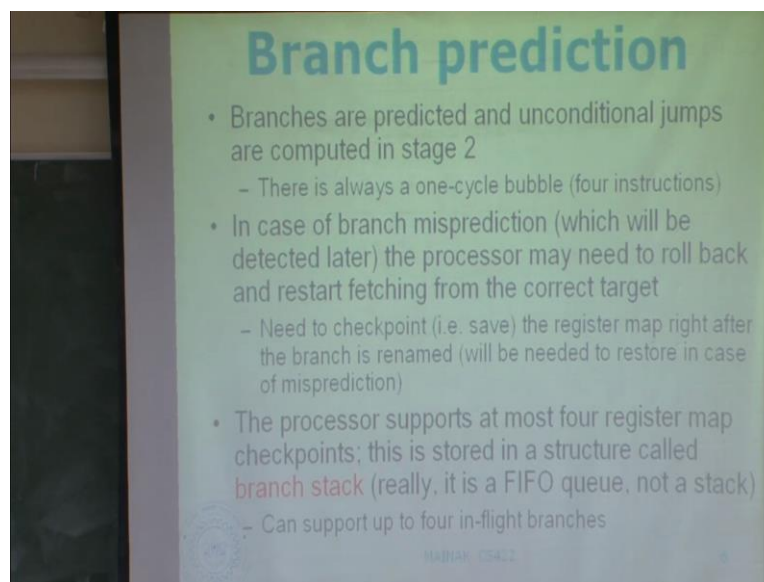 Branch prediction
• Branches are predicted and unconditional jumps
are computed in stage 2
– There is always a one-cycle bubble (four instructions)
• In case of branch misprediction (which will be
detected later) the processor may need to roll back
and restart fetching from the correct target
– Need to checkpoint (i.e. save) the register map right after
the branch is renamed (will be needed to restore in case
of misprediction)
• The processor supports at most four register map
checkpoints; this is stored in a structure called
branch stack (really, it is a FIFO queue, not a stack)
– Can support up to four in-flight branches
MAINAK CS422